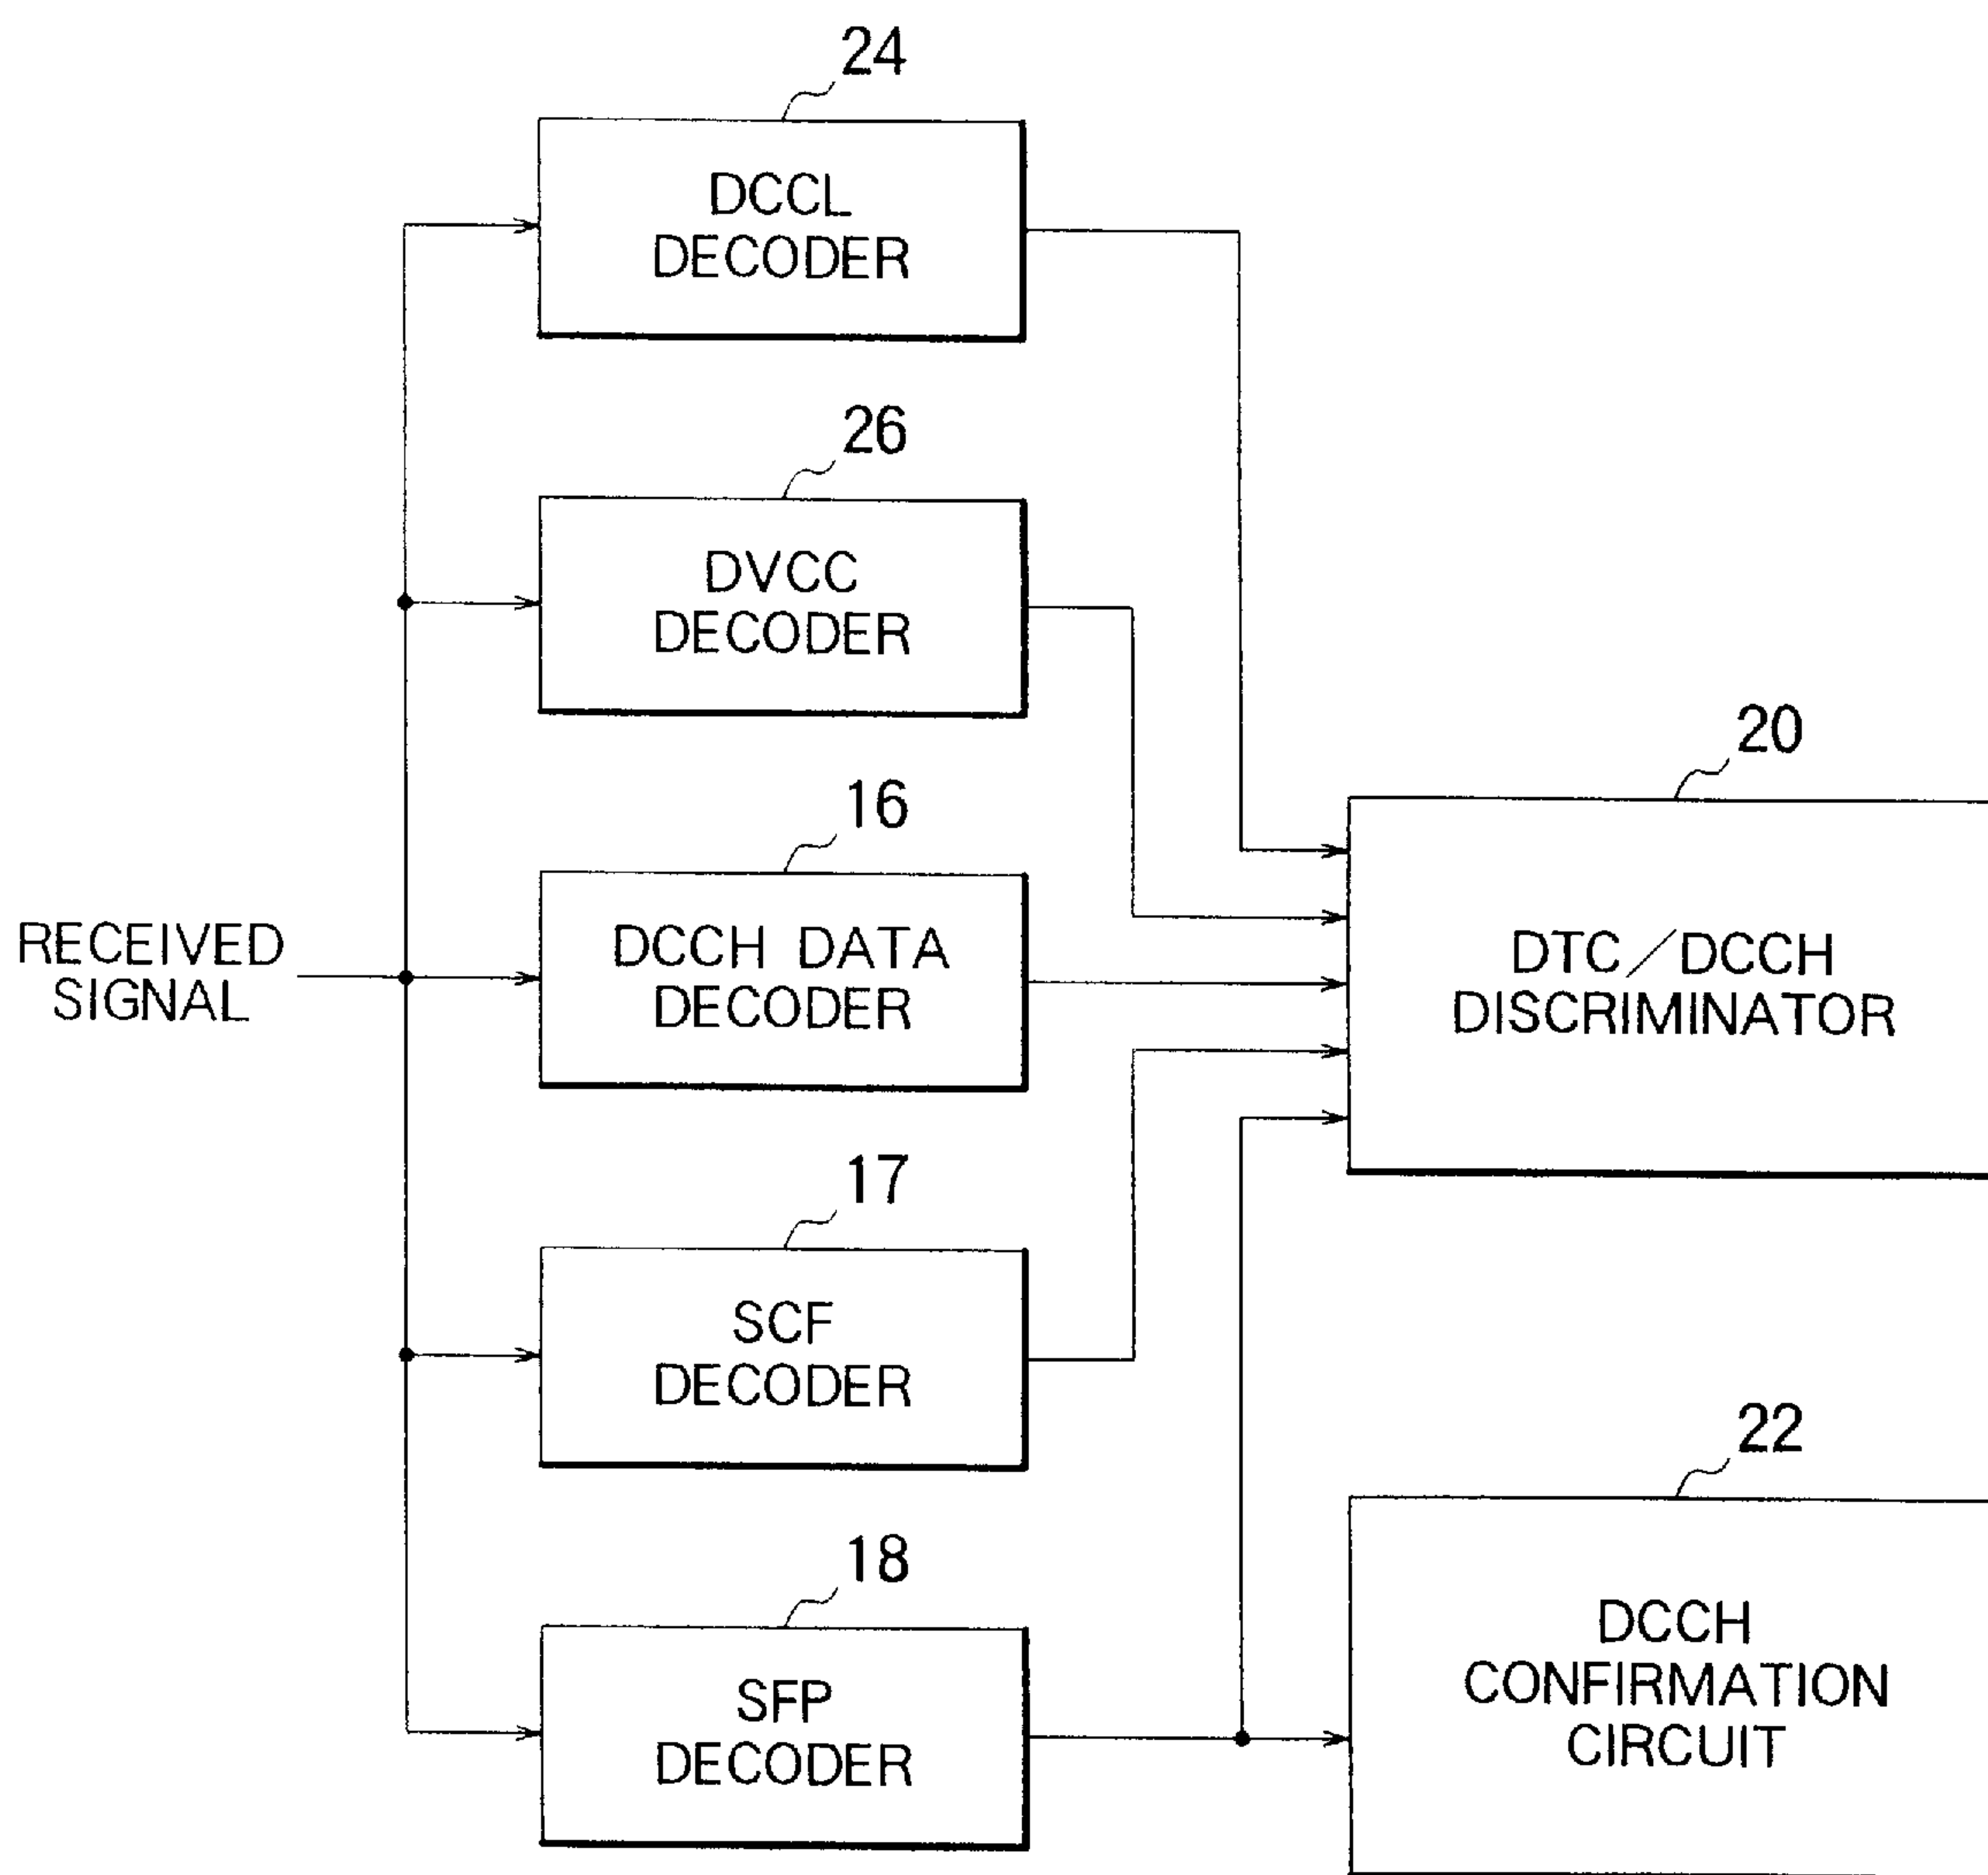 24
DCCL
DECODER
26
DVCC
DECODER
16
DCCH DATA
DECODER
RECEIVED
SIGNAL
17
SCF
DECODER
18
SFP
DECODER
20
DTC/DCCH
DISCRIMINATOR
22
DCCH
CONFIRMATION
CIRCUIT